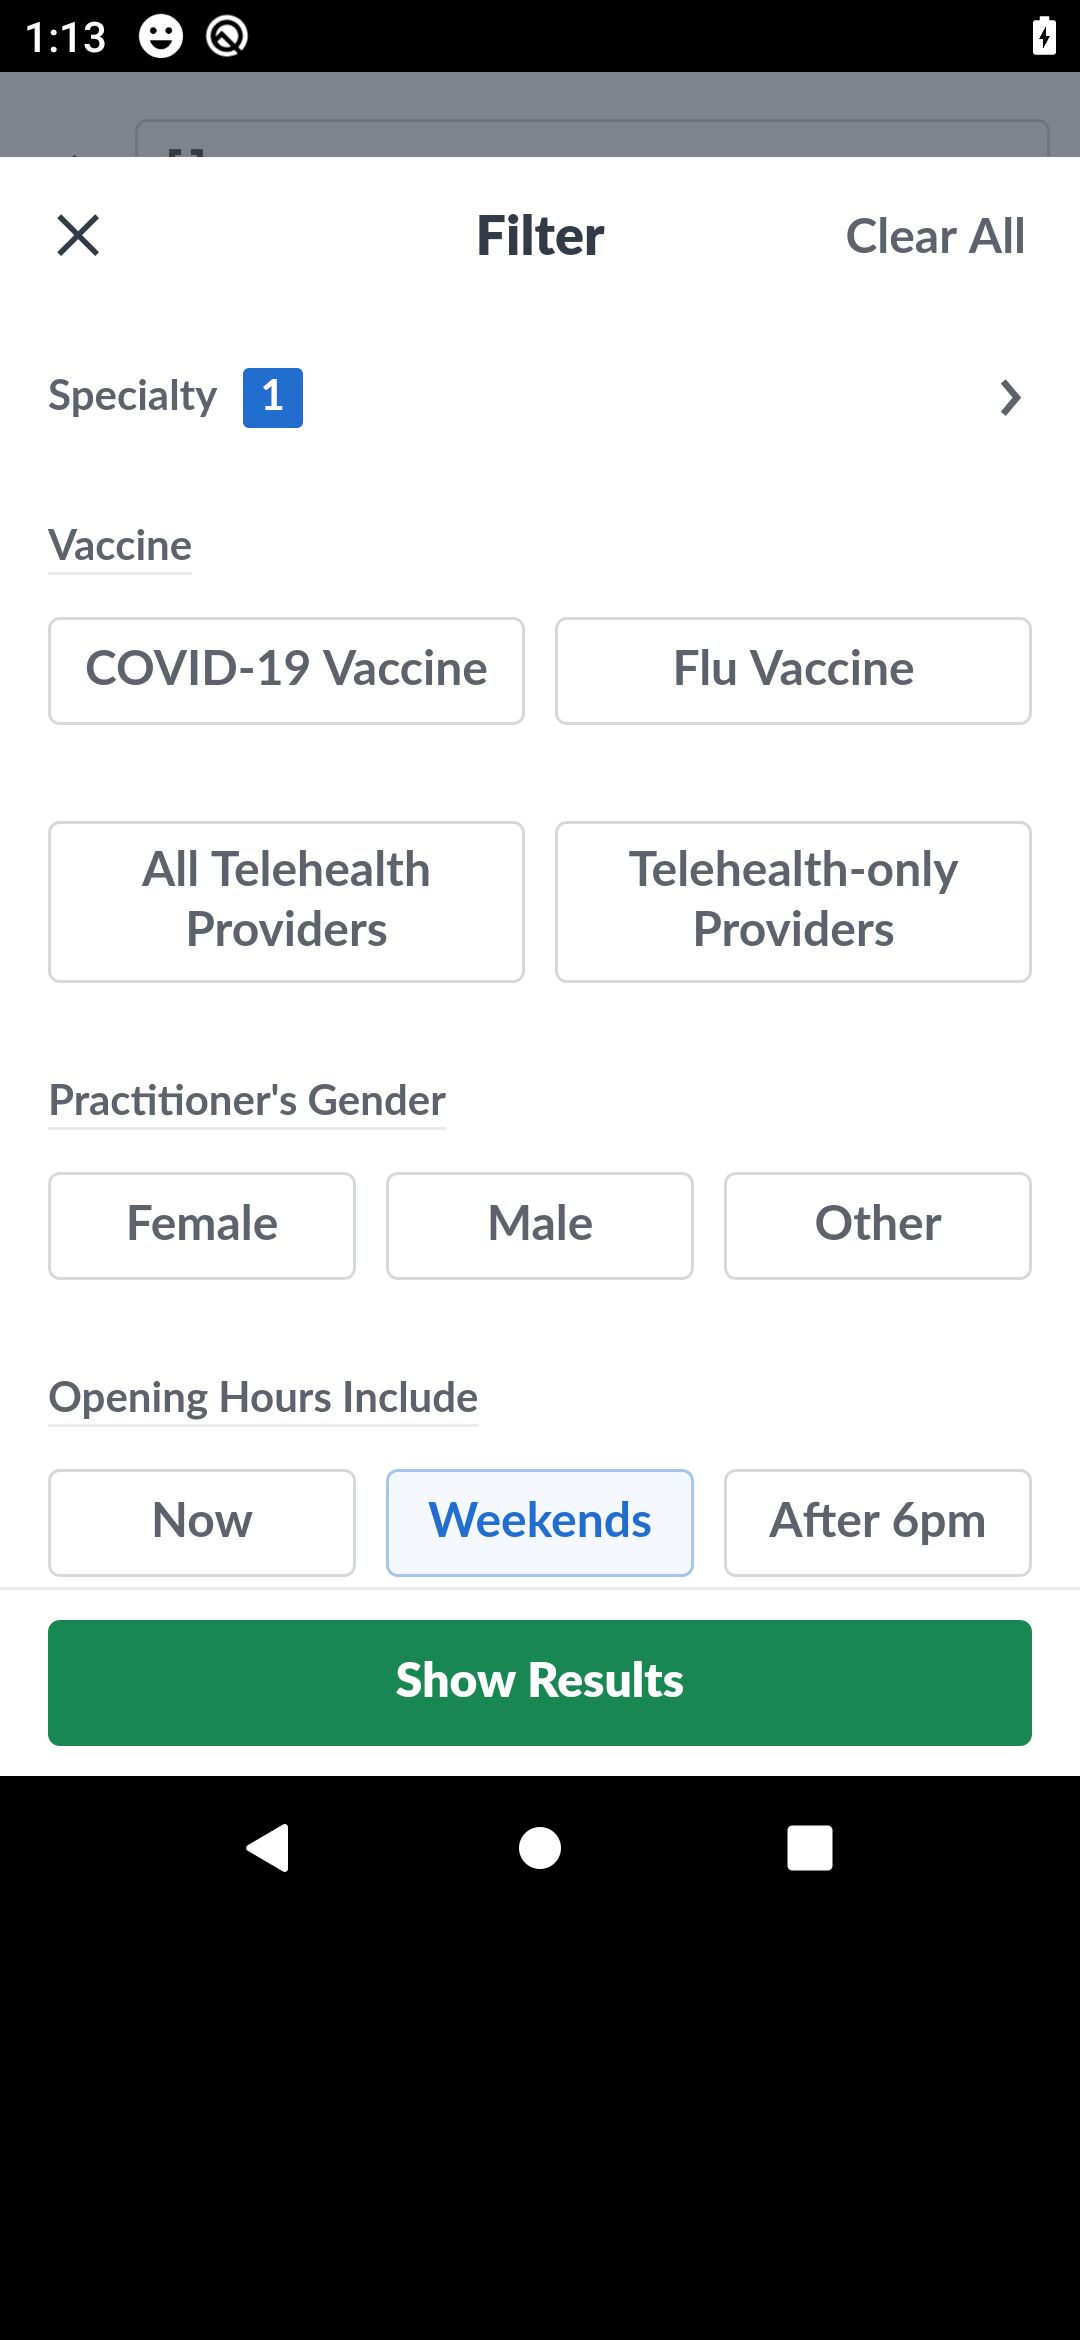 1:13
Filter
Clear All
Specialty 1
Vaccine
COVID-19 Vaccine
Flu Vaccine
All Telehealth
Providers
Telehealth-only
Providers
Practitioner's Gender
Female
Male
Other
Opening Hours Include
Now
Weekends
After 6pm
Show Results